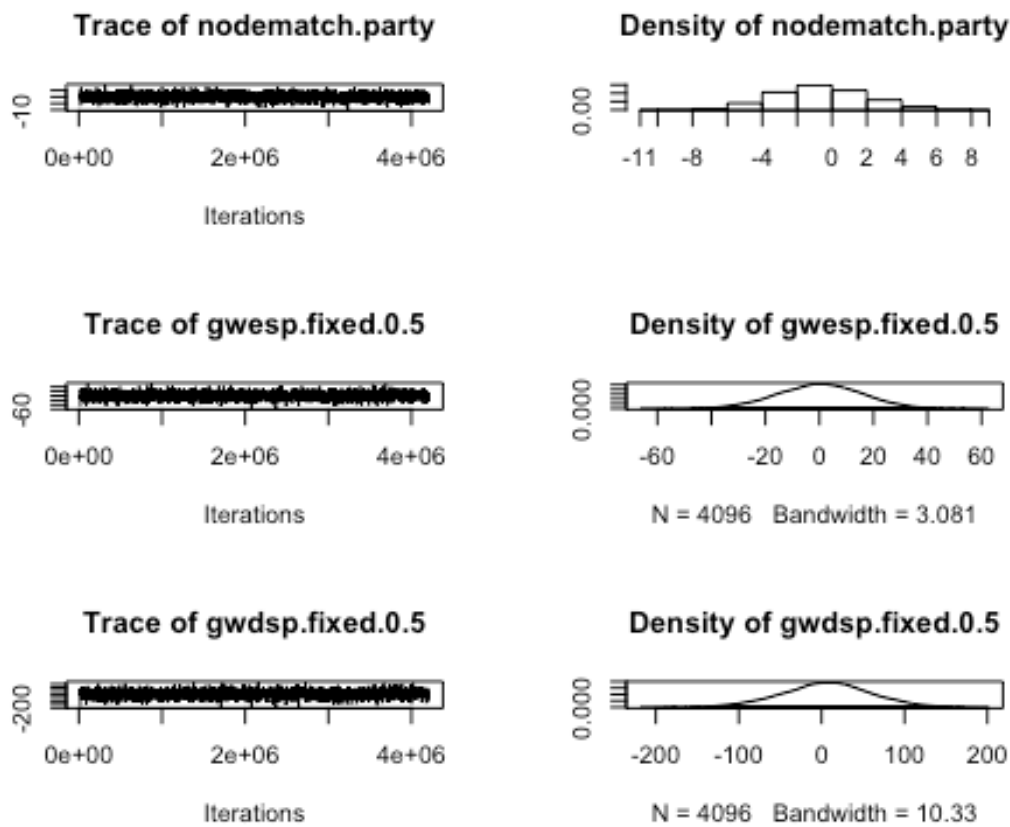 Trace of nodematch.party
Density of nodematch.party
-10
0e+00 2e+06 4e+06
Iterations
0.00
-11 -8 -4 0 2 4 6 8
Trace of gwesp.fixed.0.5
Density of gwesp.fixed.0.5
-60
0e+00 2e+06 4e+06
Iterations
0.000
-60 -20 0 20 40 60
N = 4096 Bandwidth = 3.081
Trace of gwdsp.fixed.0.5
Density of gwdsp.fixed.0.5
-200
0e+00 2e+06 4e+06
Iterations
0.000
-200 -100 0 100 200
N = 4096 Bandwidth = 10.33